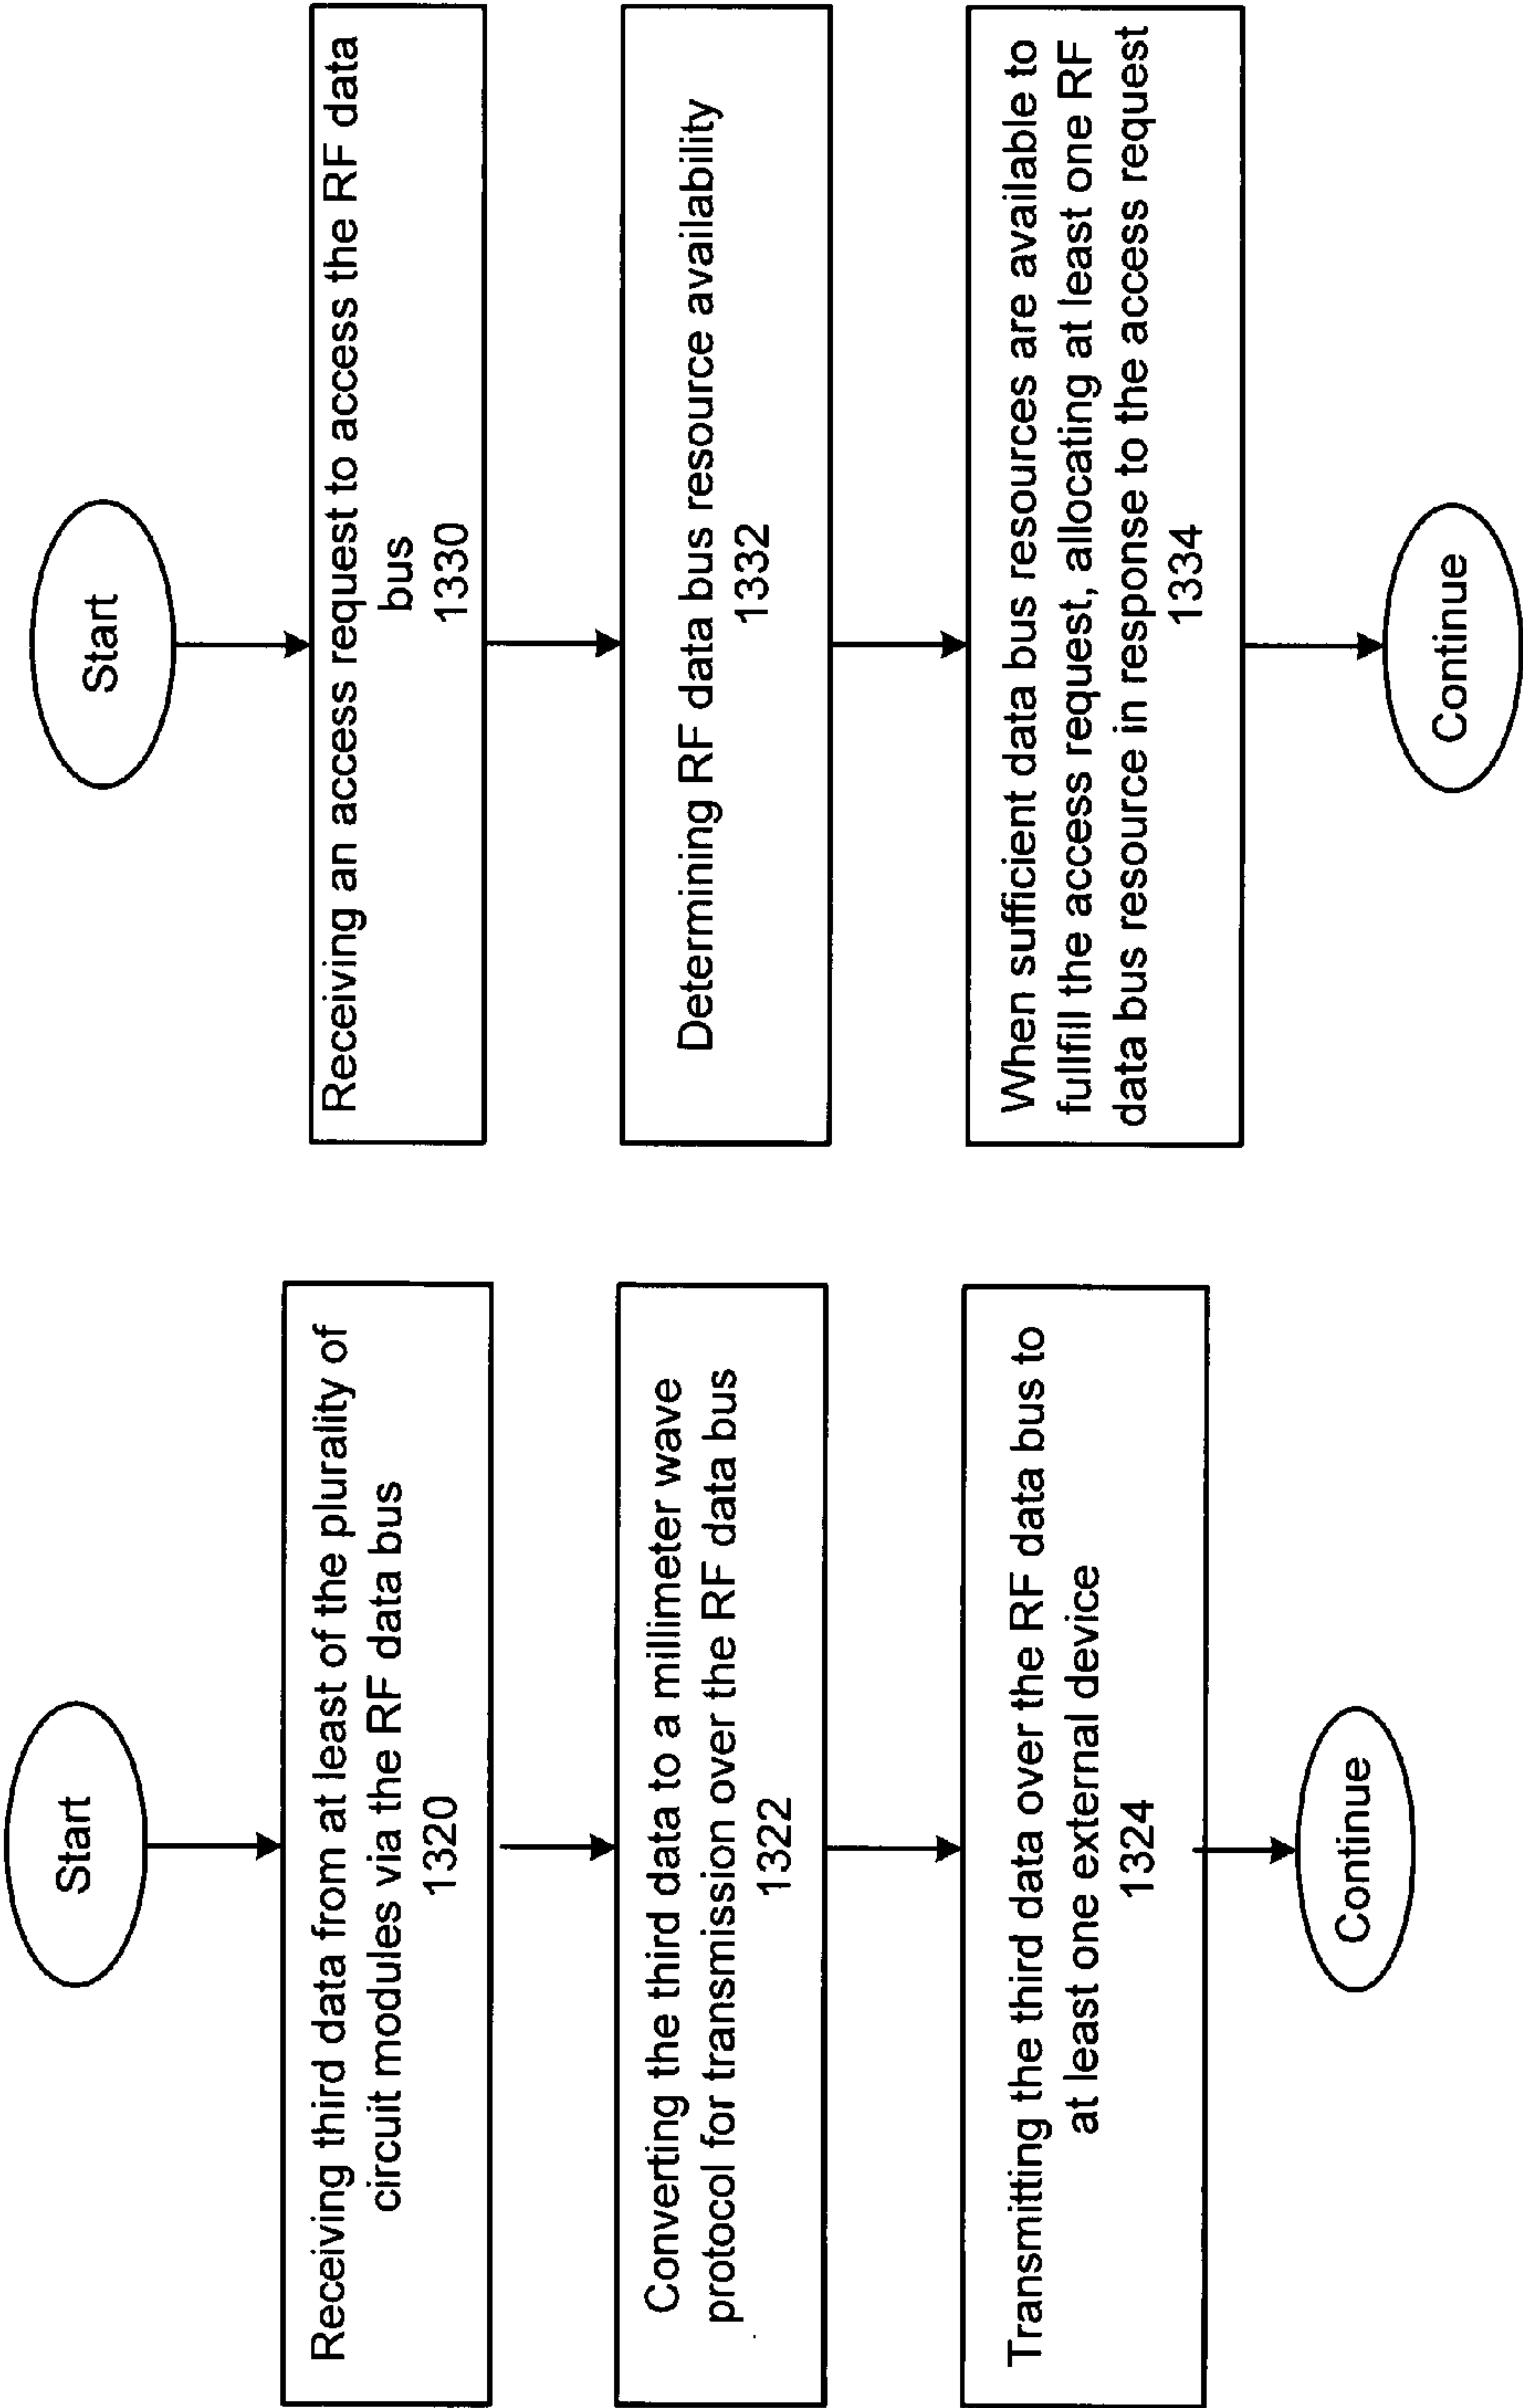 Start
Receiving third data from at least of the plurality of
circuit modules via the RF data bus
1320
Converting the third data to a millimeter wave
protocol for transmission over the RF data bus
1322
Transmitting the third data over the RF data bus to
at least one external device
1324
Continue
Start
Receiving an access request to access the RF data
bus
1330
Determining RF data bus resource availability
1332
When sufficient data bus resources are available to
fullfill the access request, allocating at least one RF
data bus resource in response to the access request
1334
Continue